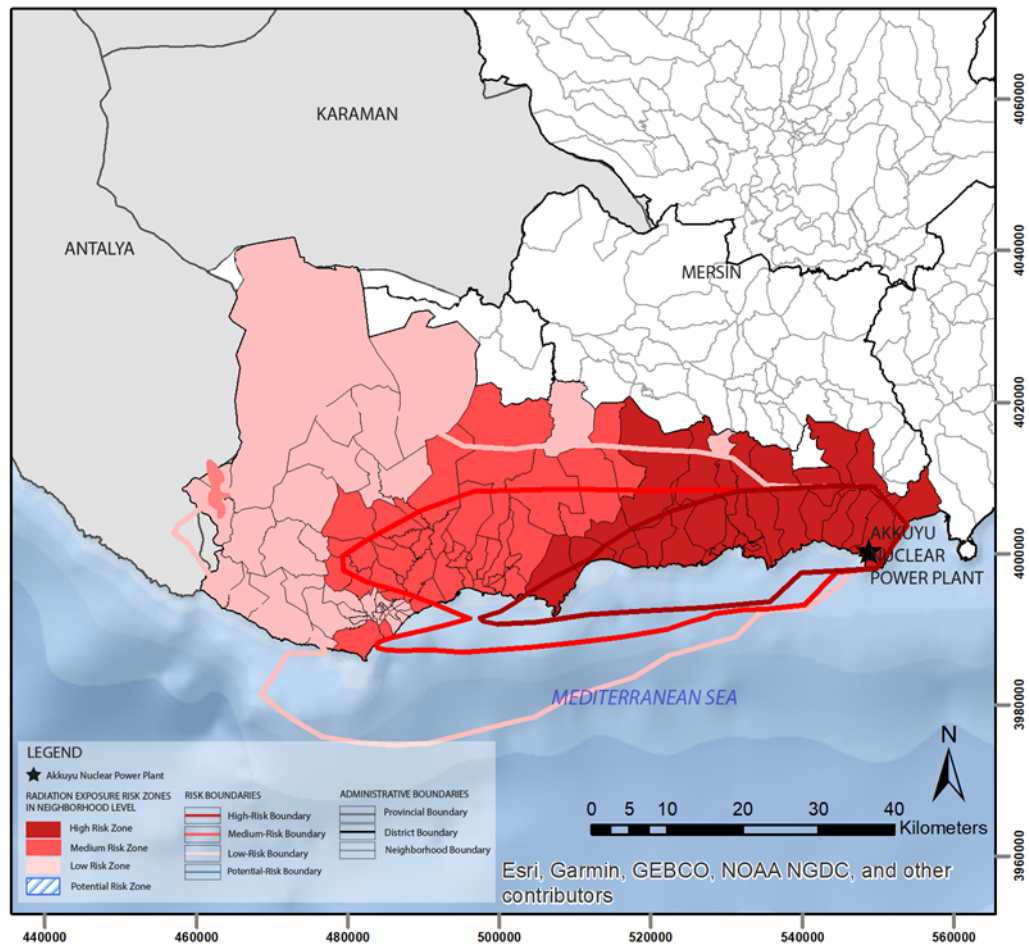 KARAMAN
ANTALYA
MERSİN
AKKUYU
NUCLEAR
POWER PLANT
MEDITERRANEAN SEA
4060000
4040000
4020000
4000000
3980000
3960000
LEGEND
Akkuyu Nuclear Power Plant
RADIATION EXPOSURE RISK ZONES
IN NEIGHBORHOOD LEVEL
High Risk Zone
Medium Risk Zone
Low Risk Zone
Potential Risk Zone
RISK BOUNDARIES
High-Risk Boundary
Medium-Risk Boundary
Low-Risk Boundary
Potential-Risk Boundary
ADMINISTRATIVE BOUNDARIES
Provincial Boundary
District Boundary
Neighborhood Boundary
N
0 5 10 20 30 40
Kilometers
Esri, Garmin, GEBCO, NOAA NGDC, and other
contributors
440000 460000 480000 500000 520000 540000 560000